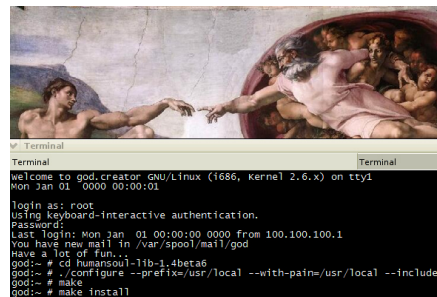 Terminal
Terminal Terminal
Welcome to god.creator GNU/Linux (i686, Kernel 2.6.x) on tty1
Mon Jan 01  0000 00:00:01
login as: root
Using keyboard-interactive authentication.
Password:
Last login: Mon Jan  01 00:00:00 0000 from 100.100.100.1
You have new mail in /var/spool/mail/god
Have a lot of fun...
god:~ # cd humansoul-lib-1.4beta6
god:~ # ./configure --prefix=/usr/local --with-pain=/usr/local --include
god:~ # make
god:~ # make install